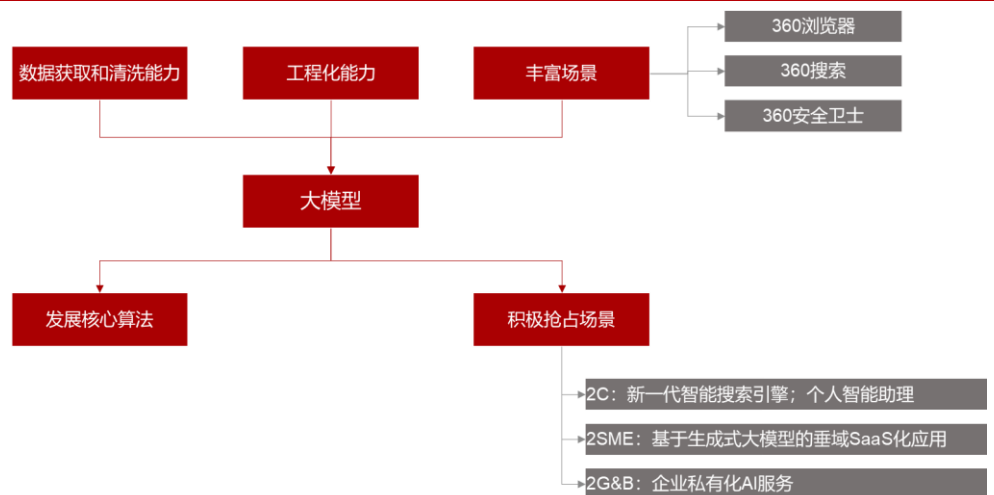 360浏览器
数据获取和清洗能力
工程化能力
丰富场景
360搜索
360安全卫士
大模型
发展核心算法
积极抢占场景
2C：新一代智能搜索引擎；个人智能助理
2SME：基于生成式大模型的垂域SaaS化应用
2G&B：企业私有化AI服务